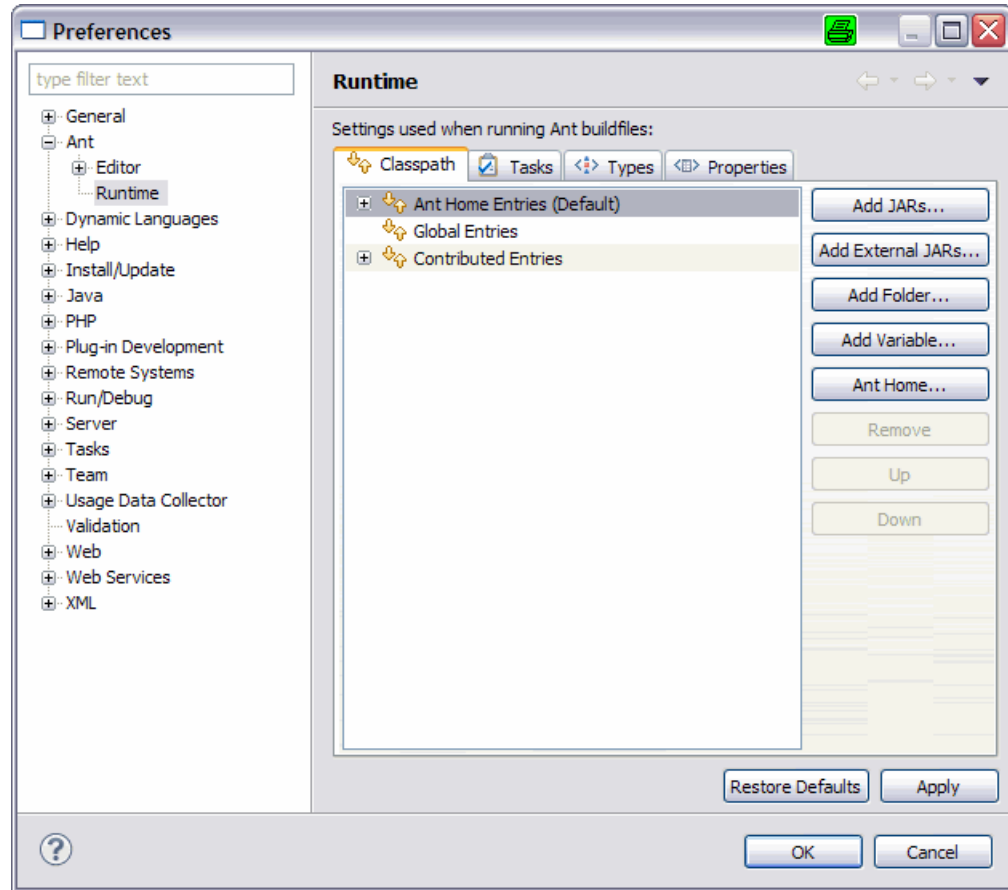 Preferences
type filter text
General
Ant
Editor
Runtime
Dynamic Languages
Help
Install/Update
Java
PHP
Plug-in Development
Remote Systems
Run/Debug
Server
Tasks
Team
Usage Data Collector
Validation
Web
Web Services
XML
Runtime
Settings used when running Ant buildfiles:
Classpath Tasks Types Properties
Ant Home Entries (Default)
Global Entries
Contributed Entries
Add JARs...
Add External JARs...
Add Folder...
Add Variable...
Ant Home...
Remove
Up
Down
Restore Defaults Apply
OK Cancel